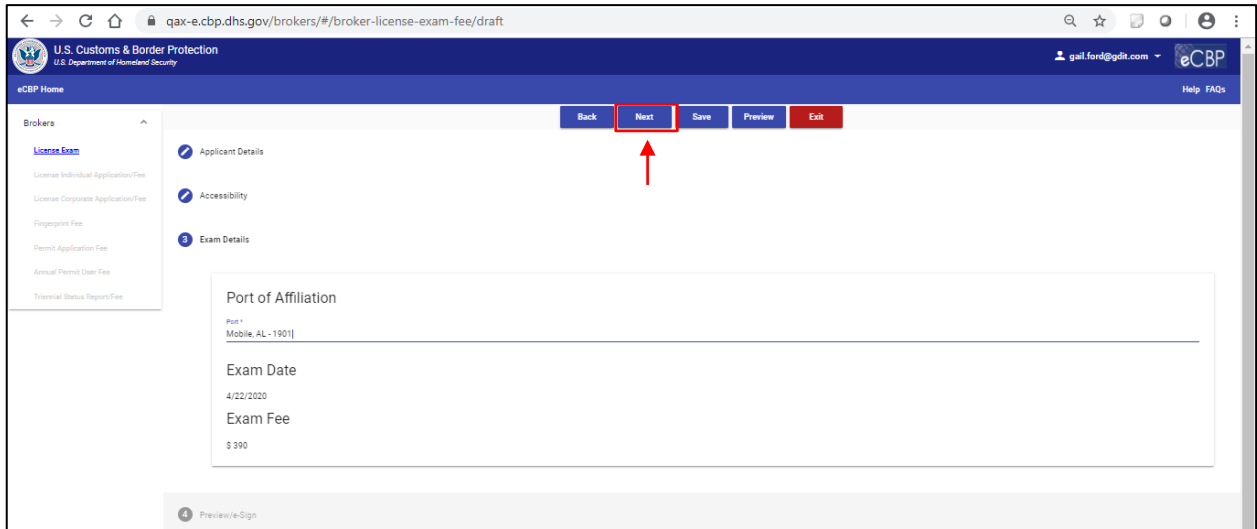 qax-e.cbp.dhs.gov/brokers/#/broker-license-exam-fee/draft
U.S. Customs & Border Protection
U.S. Department of Homeland Security
gail.ford@gdit.com
eCBP
eCBP Home
Help FAQs
Brokers
Back Next Save Preview Exit
License Exam
Applicant Details
License Individual Application/Fee
License Corporate Application/Fee
Accessibility
Fingerprint Fee
3 Exam Details
Permit Application Fee
Annual Permit User Fee
Triennial Status Report/Fee
Port of Affiliation
Port *
Mobile, AL - 1901
Exam Date
4/22/2020
Exam Fee
$ 390
4 Preview/e-Sign